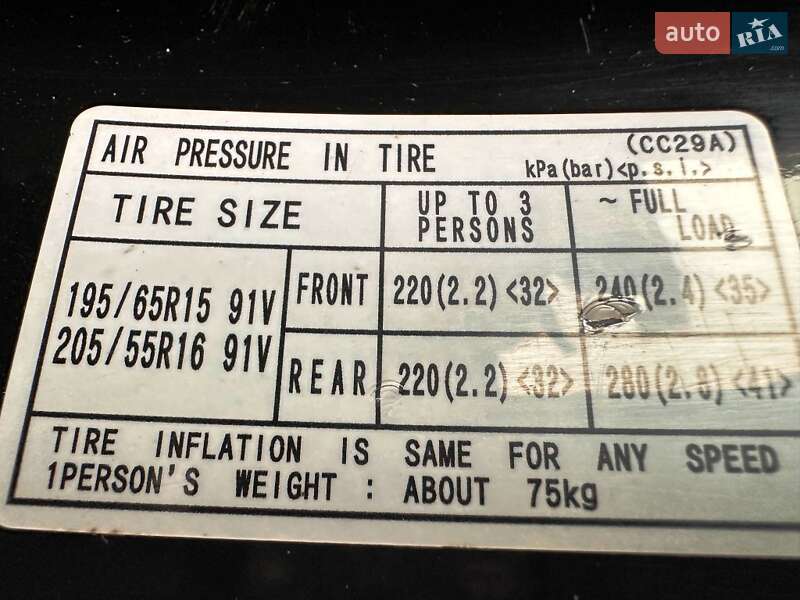 auto RIA .com
AIR PRESSURE IN TIRE (CC29A)
kPa(bar)<p.s.i.>
TIRE SIZE UP TO 3 PERSONS ~ FULL LOAD
195/65R15 91V
205/55R16 91V
FRONT 220(2.2)<32> 240(2.4)<35>
REAR 220(2.2)<32> 280(2.8)<41>
TIRE INFLATION IS SAME FOR ANY SPEED
1PERSON'S WEIGHT : ABOUT 75kg